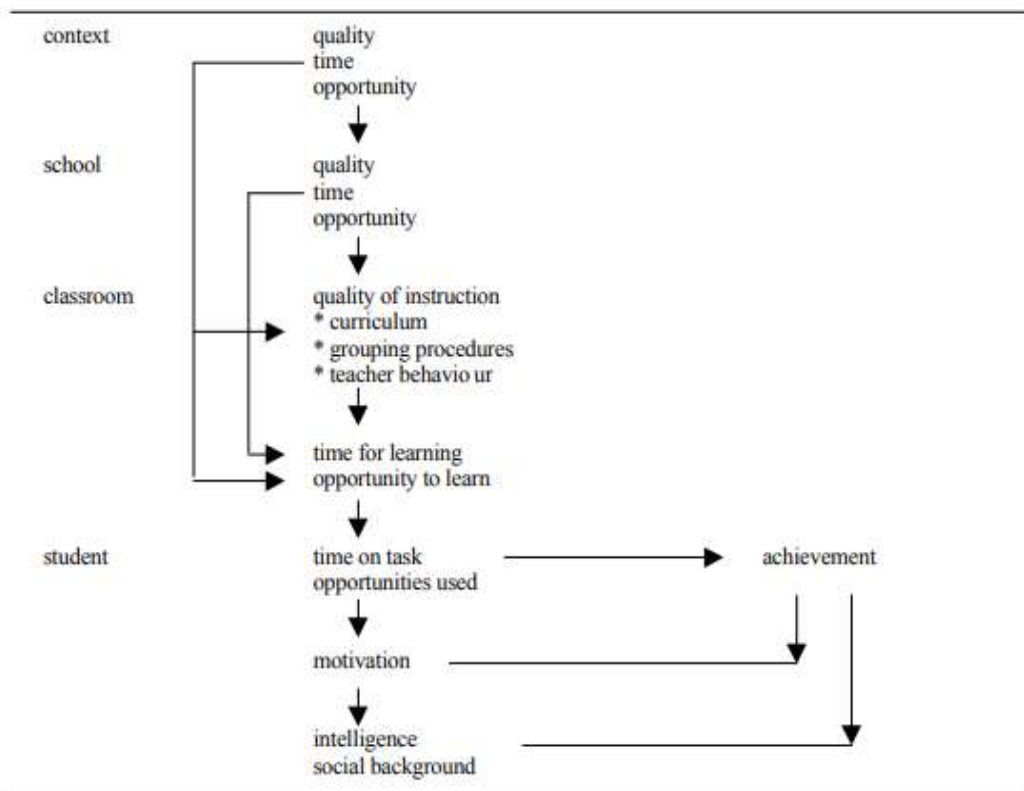 context quality
time
opportunity
school quality
time
opportunity
classroom quality of instruction
* curriculum
* grouping procedures
* teacher behavio ur
time for learning
opportunity to learn
student time on task achievement
opportunities used
motivation
intelligence
social background